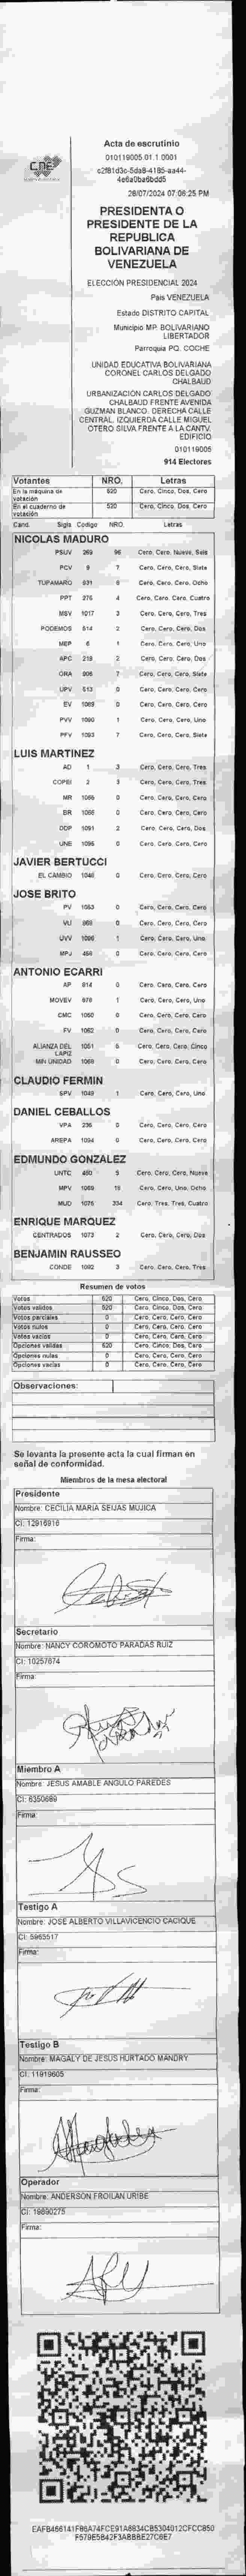 CNE
Acta de escrutinio
010119005.01.1.0001
c2f81d3c-5da8-4185-aa44-
4e6a0ba6bdd5
28/07/2024 07:06:25 PM
PRESIDENTA O
PRESIDENTE DE LA
REPUBLICA
BOLIVARIANA DE
VENEZUELA
ELECCIÓN PRESIDENCIAL 2024
Pais VENEZUELA
Estado DISTRITO CAPITAL
Municipio MP. BOLIVARIANO
LIBERTADOR
Parroquia PQ. COCHE
UNIDAD EDUCATIVA BOLIVARIANA
CORONEL CARLOS DELGADO
CHALBAUD
URBANIZACIÓN CARLOS DELGADO
CHALBAUD FRENTE AVENIDA
GUZMAN BLANCO. DERECHA CALLE
CENTRAL. IZQUIERDA CALLE MIGUEL
OTERO SILVA FRENTE A LA CANTV
EDIFICIO
010119005
914 Electores
Votantes NRO. Letras
En la máquina de votación 520 Cero, Cinco, Dos, Cero
En el cuaderno de votación 520 Cero, Cinco, Dos, Cero
Cand. Sigla Codigo NRO. Letras
NICOLAS MADURO
PSUV 269 96 Cero, Cero, Nueve, Seis
PCV 9 7 Cero, Cero, Cero, Siete
TUPAMARO 531 8 Cero, Cero, Cero, Ocho
PPT 275 4 Cero, Cero, Cero, Cuatro
MSV 1017 3 Cero, Cero, Cero, Tres
PODEMOS 514 2 Cero, Cero, Cero, Dos
MEP 6 1 Cero, Cero, Cero, Uno
APC 218 2 Cero, Cero, Cero, Dos
ORA 906 7 Cero, Cero, Cero, Siete
UPV 513 0 Cero, Cero, Cero, Cero
EV 1089 0 Cero, Cero, Cero, Cero
PVV 1090 1 Cero, Cero, Cero, Uno
PFV 1093 7 Cero, Cero, Cero, Siete
LUIS MARTINEZ
AD 1 3 Cero, Cero, Cero, Tres
COPEI 2 3 Cero, Cero, Cero, Tres
MR 1056 0 Cero, Cero, Cero, Cero
BR 1066 0 Cero, Cero, Cero, Cero
DDP 1091 2 Cero, Cero, Cero, Dos
UNE 1095 0 Cero, Cero, Cero, Cero
JAVIER BERTUCCI
EL CAMBIO 1048 0 Cero, Cero, Cero, Cero
JOSE BRITO
PV 1053 0 Cero, Cero, Cero, Cero
VU 868 0 Cero, Cero, Cero, Cero
UVV 1096 1 Cero, Cero, Cero, Uno
MPJ 458 0 Cero, Cero, Cero, Cero
ANTONIO ECARRI
AP 814 0 Cero, Cero, Cero, Cero
MOVEV 878 1 Cero, Cero, Cero, Uno
CMC 1050 0 Cero, Cero, Cero, Cero
FV 1052 0 Cero, Cero, Cero, Cero
ALIANZA DEL LAPIZ 1051 5 Cero, Cero, Cero, Cinco
MIN UNIDAD 1068 0 Cero, Cero, Cero, Cero
CLAUDIO FERMIN
SPV 1049 1 Cero, Cero, Cero, Uno
DANIEL CEBALLOS
VPA 236 0 Cero, Cero, Cero, Cero
AREPA 1094 0 Cero, Cero, Cero, Cero
EDMUNDO GONZALEZ
UNTC 480 9 Cero, Cero, Cero, Nueve
MPV 1069 18 Cero, Cero, Uno, Ocho
MUD 1075 334 Cero, Tres, Tres, Cuatro
ENRIQUE MARQUEZ
CENTRADOS 1073 2 Cero, Cero, Cero, Dos
BENJAMIN RAUSSEO
CONDE 1092 3 Cero, Cero, Cero, Tres
Resumen de votos
Votos 520 Cero, Cinco, Dos, Cero
Votos validos 520 Cero, Cinco, Dos, Cero
Votos parciales 0 Cero, Cero, Cero, Cero
Votos nulos 0 Cero, Cero, Cero, Cero
Votos vacios 0 Cero, Cero, Cero, Cero
Opciones validas 520 Cero, Cinco, Dos, Cero
Opciones nulas 0 Cero, Cero, Cero, Cero
Opciones vacias 0 Cero, Cero, Cero, Cero
Observaciones:
Se levanta la presente acta la cual firman en
señal de conformidad.
Miembros de la mesa electoral
Presidente
Nombre: CECILIA MARIA SEIJAS MUJICA
CI: 12916916
Firma:
Secretario
Nombre: NANCY COROMOTO PARADAS RUIZ
CI: 10257674
Firma:
Miembro A
Nombre: JESUS AMABLE ANGULO PAREDES
CI: 6350689
Firma:
Testigo A
Nombre: JOSE ALBERTO VILLAVICENCIO CACIQUE
CI: 5965517
Firma:
Testigo B
Nombre: MAGALY DE JESUS HURTADO MANDRY
CI: 11919605
Firma:
Operador
Nombre: ANDERSON FROILAN URIBE
CI: 18690275
Firma:
EAFB466141F86A74FCE91A6834CB5304012CFCC850
F579E5B42F3ABBBE27C6E7